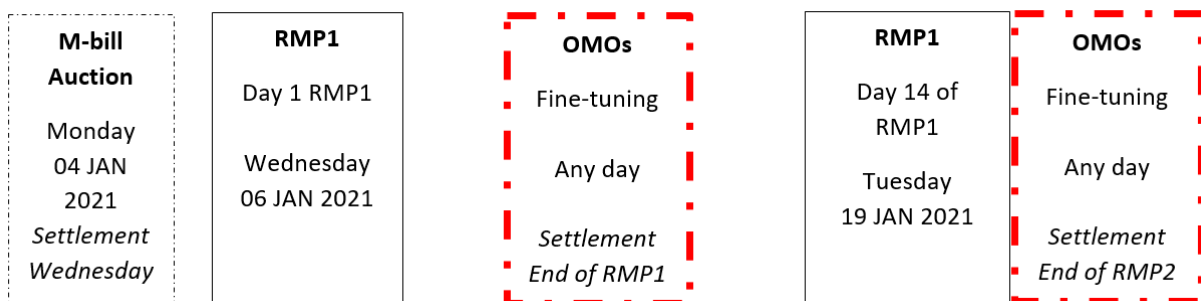 M-bill
Auction
Monday
04 JAN
2021
Settlement
Wednesday
RMP1
Day 1 RMP1
Wednesday
06 JAN 2021
OMOs
Fine-tuning
Any day
Settlement
End of RMP1
RMP1
Day 14 of
RMP1
Tuesday
19 JAN 2021
OMOs
Fine-tuning
Any day
Settlement
End of RMP2